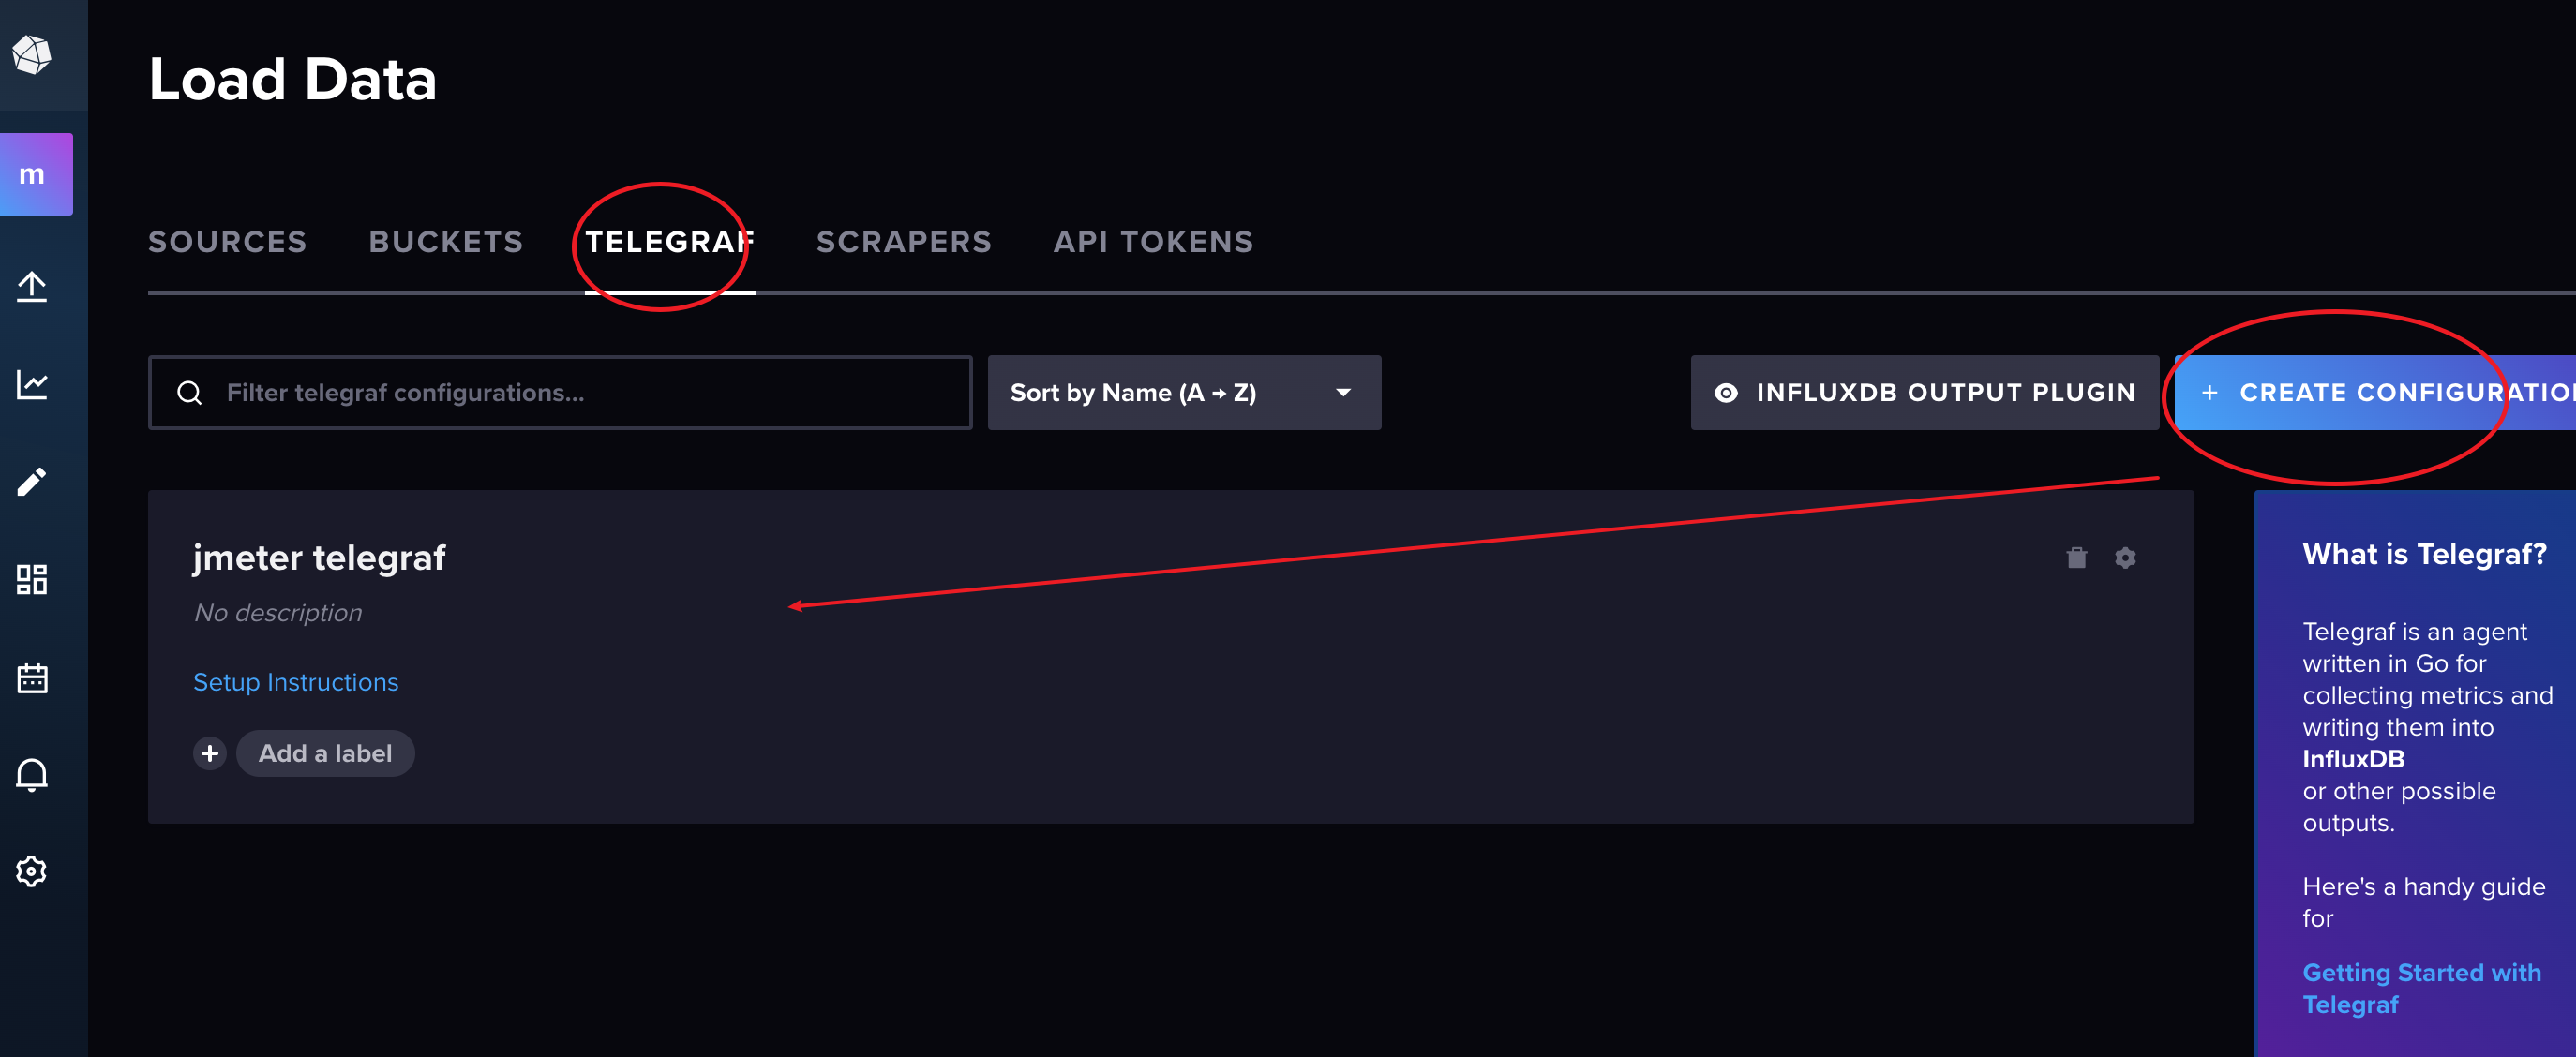 Load Data
m
SOURCES BUCKETS TELEGRAF SCRAPERS API TOKENS
Filter telegraf configurations...
Sort by Name (A → Z)
INFLUXDB OUTPUT PLUGIN
+ CREATE CONFIGURATION
jmeter telegraf
No description
Setup Instructions
+ Add a label
What is Telegraf?
Telegraf is an agent
written in Go for
collecting metrics and
writing them into
InfluxDB
or other possible
outputs.
Here's a handy guide
for
Getting Started with
Telegraf